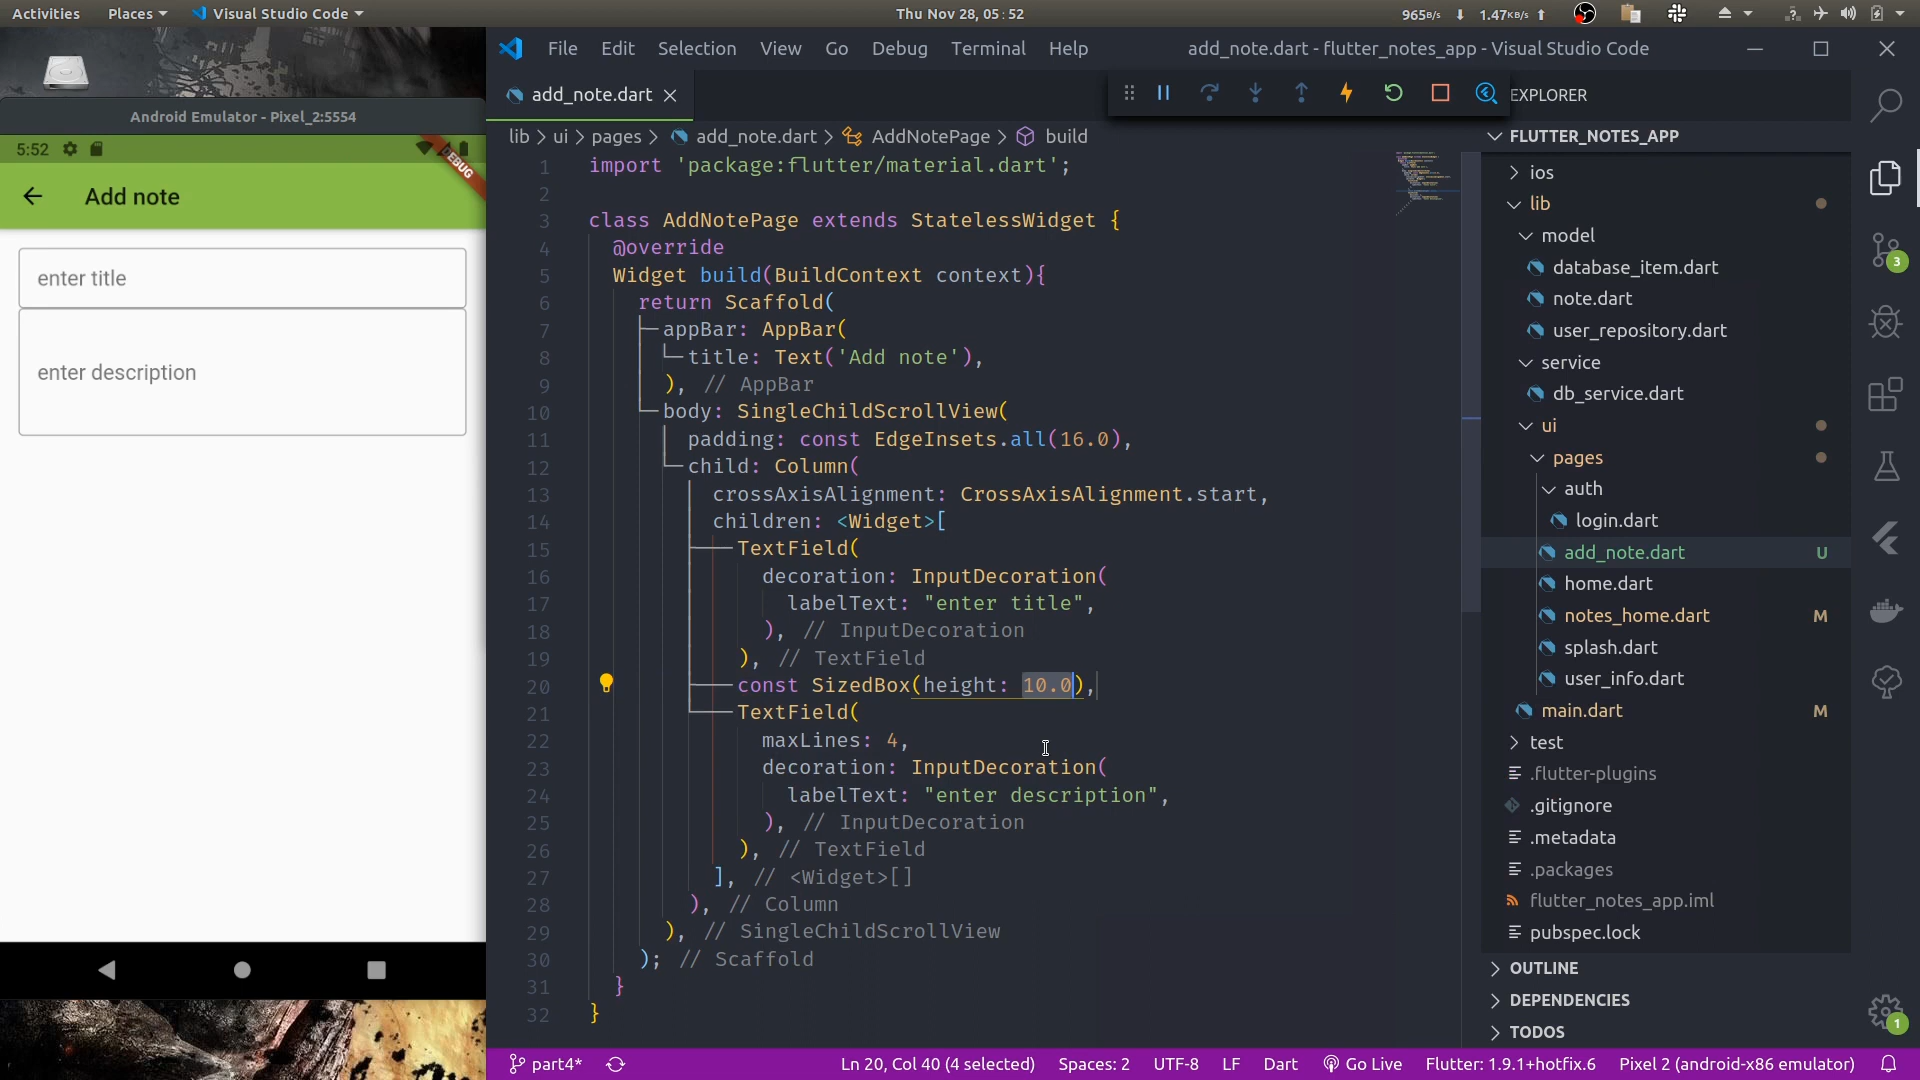 Activities
Places
Visual Studio Code
Thu Nov 28, 05:52
965B/s
1.47KB/s
File Edit Selection View Go Debug Terminal Help
add_note.dart - flutter_notes_app - Visual Studio Code
Android Emulator - Pixel_2:5554
5:52
DEBUG
Add note
enter title
enter description
add_note.dart
lib > ui > pages > add_note.dart > AddNotePage > build
1 import 'package:flutter/material.dart';
2
3 class AddNotePage extends StatelessWidget {
4 @override
5 Widget build(BuildContext context){
6 return Scaffold(
7 appBar: AppBar(
8 title: Text('Add note'),
9 ), // AppBar
10 body: SingleChildScrollView(
11 padding: const EdgeInsets.all(16.0),
12 child: Column(
13 crossAxisAlignment: CrossAxisAlignment.start,
14 children: <Widget>[
15 TextField(
16 decoration: InputDecoration(
17 labelText: "enter title",
18 ), // InputDecoration
19 ), // TextField
20 const SizedBox(height: 10.0),
21 TextField(
22 maxLines: 4,
23 decoration: InputDecoration(
24 labelText: "enter description",
25 ), // InputDecoration
26 ), // TextField
27 ], // <Widget>[]
28 ), // Column
29 ), // SingleChildScrollView
30 ); // Scaffold
31 }
32 }
EXPLORER
FLUTTER_NOTES_APP
ios
lib
model
database_item.dart
note.dart
user_repository.dart
service
db_service.dart
ui
pages
auth
login.dart
add_note.dart U
home.dart
notes_home.dart M
splash.dart
user_info.dart
main.dart M
test
.flutter-plugins
.gitignore
.metadata
.packages
flutter_notes_app.iml
pubspec.lock
OUTLINE
DEPENDENCIES
TODOS
3
1
part4*
Ln 20, Col 40 (4 selected)
Spaces: 2
UTF-8
LF
Dart
Go Live
Flutter: 1.9.1+hotfix.6
Pixel 2 (android-x86 emulator)